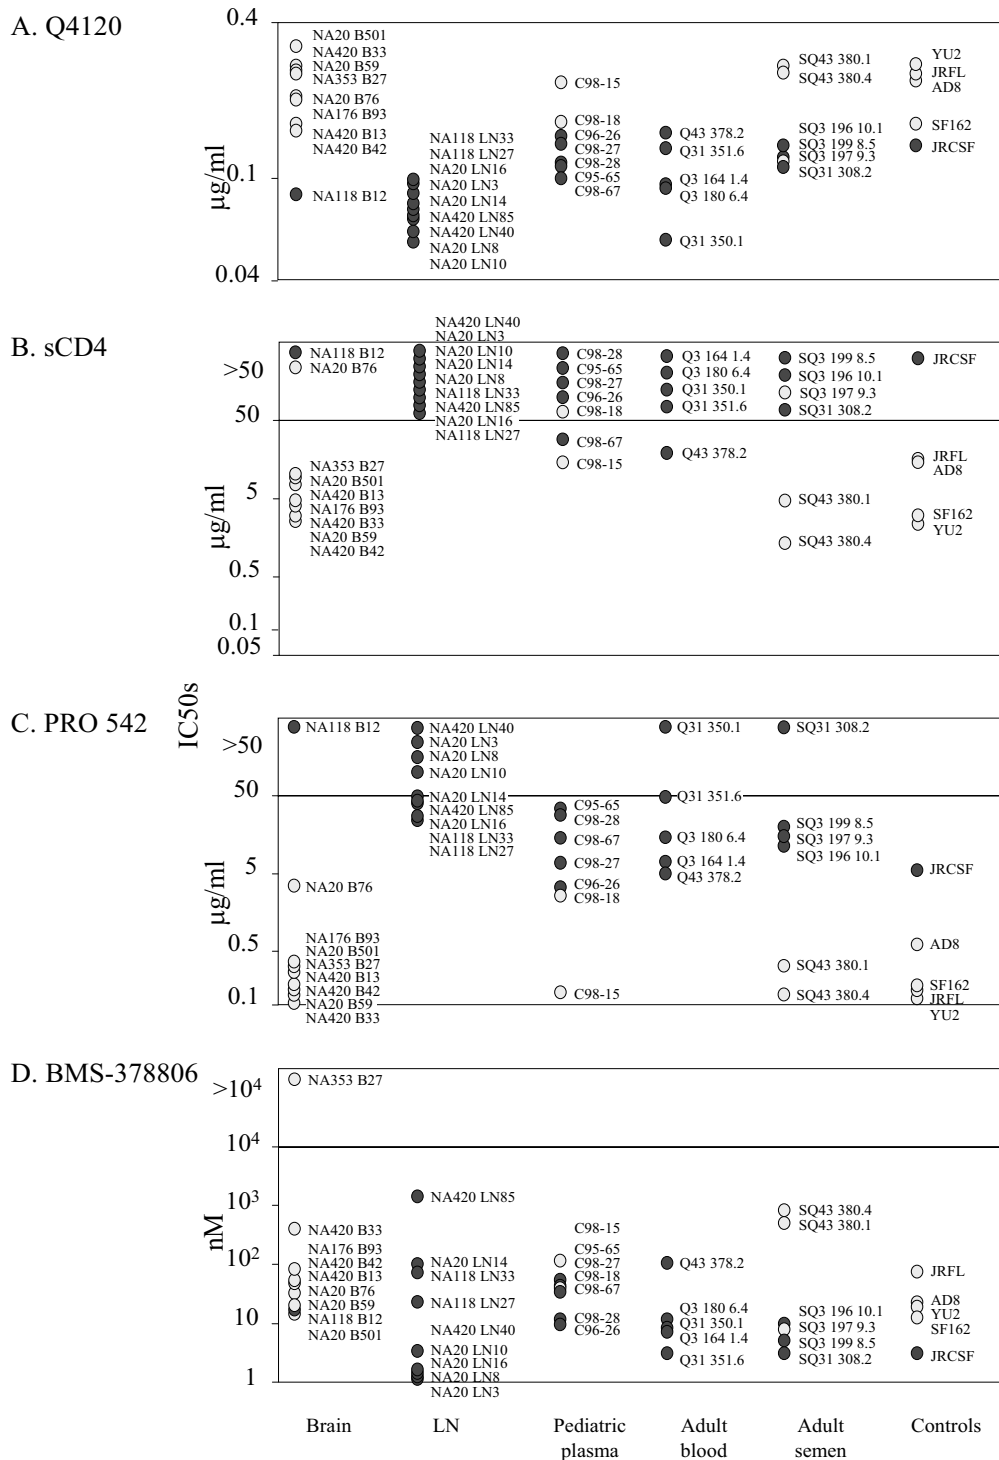 A. Q4120
0.4
0.1
0.04
µg/ml
NA20 B501
NA420 B33
NA20 B59
NA353 B27
NA20 B76
NA176 B93
NA420 B13
NA420 B42
NA118 B12
NA118 LN33
NA118 LN27
NA20 LN16
NA20 LN3
NA20 LN14
NA420 LN85
NA420 LN40
NA20 LN8
NA20 LN10
C98-15
C98-18
C96-26
C98-27
C98-28
C95-65
C98-67
Q43 378.2
Q31 351.6
Q3 164 1.4
Q3 180 6.4
Q31 350.1
SQ43 380.1
SQ43 380.4
SQ3 196 10.1
SQ3 199 8.5
SQ3 197 9.3
SQ31 308.2
YU2
JRFL
AD8
SF162
JRCSF
B. sCD4
>50
50
5
0.5
0.1
0.05
µg/ml
NA118 B12
NA20 B76
NA353 B27
NA20 B501
NA420 B13
NA176 B93
NA420 B33
NA20 B59
NA420 B42
NA420 LN40
NA20 LN3
NA20 LN10
NA20 LN14
NA20 LN8
NA118 LN33
NA420 LN85
NA20 LN16
NA118 LN27
C98-28
C95-65
C98-27
C96-26
C98-18
C98-67
C98-15
Q3 164 1.4
Q3 180 6.4
Q31 350.1
Q31 351.6
Q43 378.2
SQ3 199 8.5
SQ3 196 10.1
SQ3 197 9.3
SQ31 308.2
SQ43 380.1
SQ43 380.4
JRCSF
JRFL
AD8
SF162
YU2
IC50s
C. PRO 542
>50
50
5
0.5
0.1
µg/ml
NA118 B12
NA20 B76
NA176 B93
NA20 B501
NA353 B27
NA420 B13
NA420 B42
NA20 B59
NA420 B33
NA420 LN40
NA20 LN3
NA20 LN8
NA20 LN10
NA20 LN14
NA420 LN85
NA20 LN16
NA118 LN33
NA118 LN27
C95-65
C98-28
C98-67
C98-27
C96-26
C98-18
C98-15
Q31 350.1
Q31 351.6
Q3 180 6.4
Q3 164 1.4
Q43 378.2
SQ31 308.2
SQ3 199 8.5
SQ3 197 9.3
SQ3 196 10.1
SQ43 380.1
SQ43 380.4
JRCSF
AD8
SF162
JRFL
YU2
D. BMS-378806
>10⁴
10⁴
10³
10²
10
1
nM
NA353 B27
NA420 B33
NA176 B93
NA420 B42
NA420 B13
NA20 B76
NA20 B59
NA118 B12
NA20 B501
NA420 LN85
NA20 LN14
NA118 LN33
NA118 LN27
NA420 LN40
NA20 LN10
NA20 LN16
NA20 LN8
NA20 LN3
C98-15
C95-65
C98-27
C98-18
C98-67
C98-28
C96-26
Q43 378.2
Q3 180 6.4
Q31 350.1
Q3 164 1.4
Q31 351.6
SQ43 380.4
SQ43 380.1
SQ3 196 10.1
SQ3 197 9.3
SQ3 199 8.5
SQ31 308.2
JRFL
AD8
YU2
SF162
JRCSF
Brain
LN
Pediatric
plasma
Adult
blood
Adult
semen
Controls